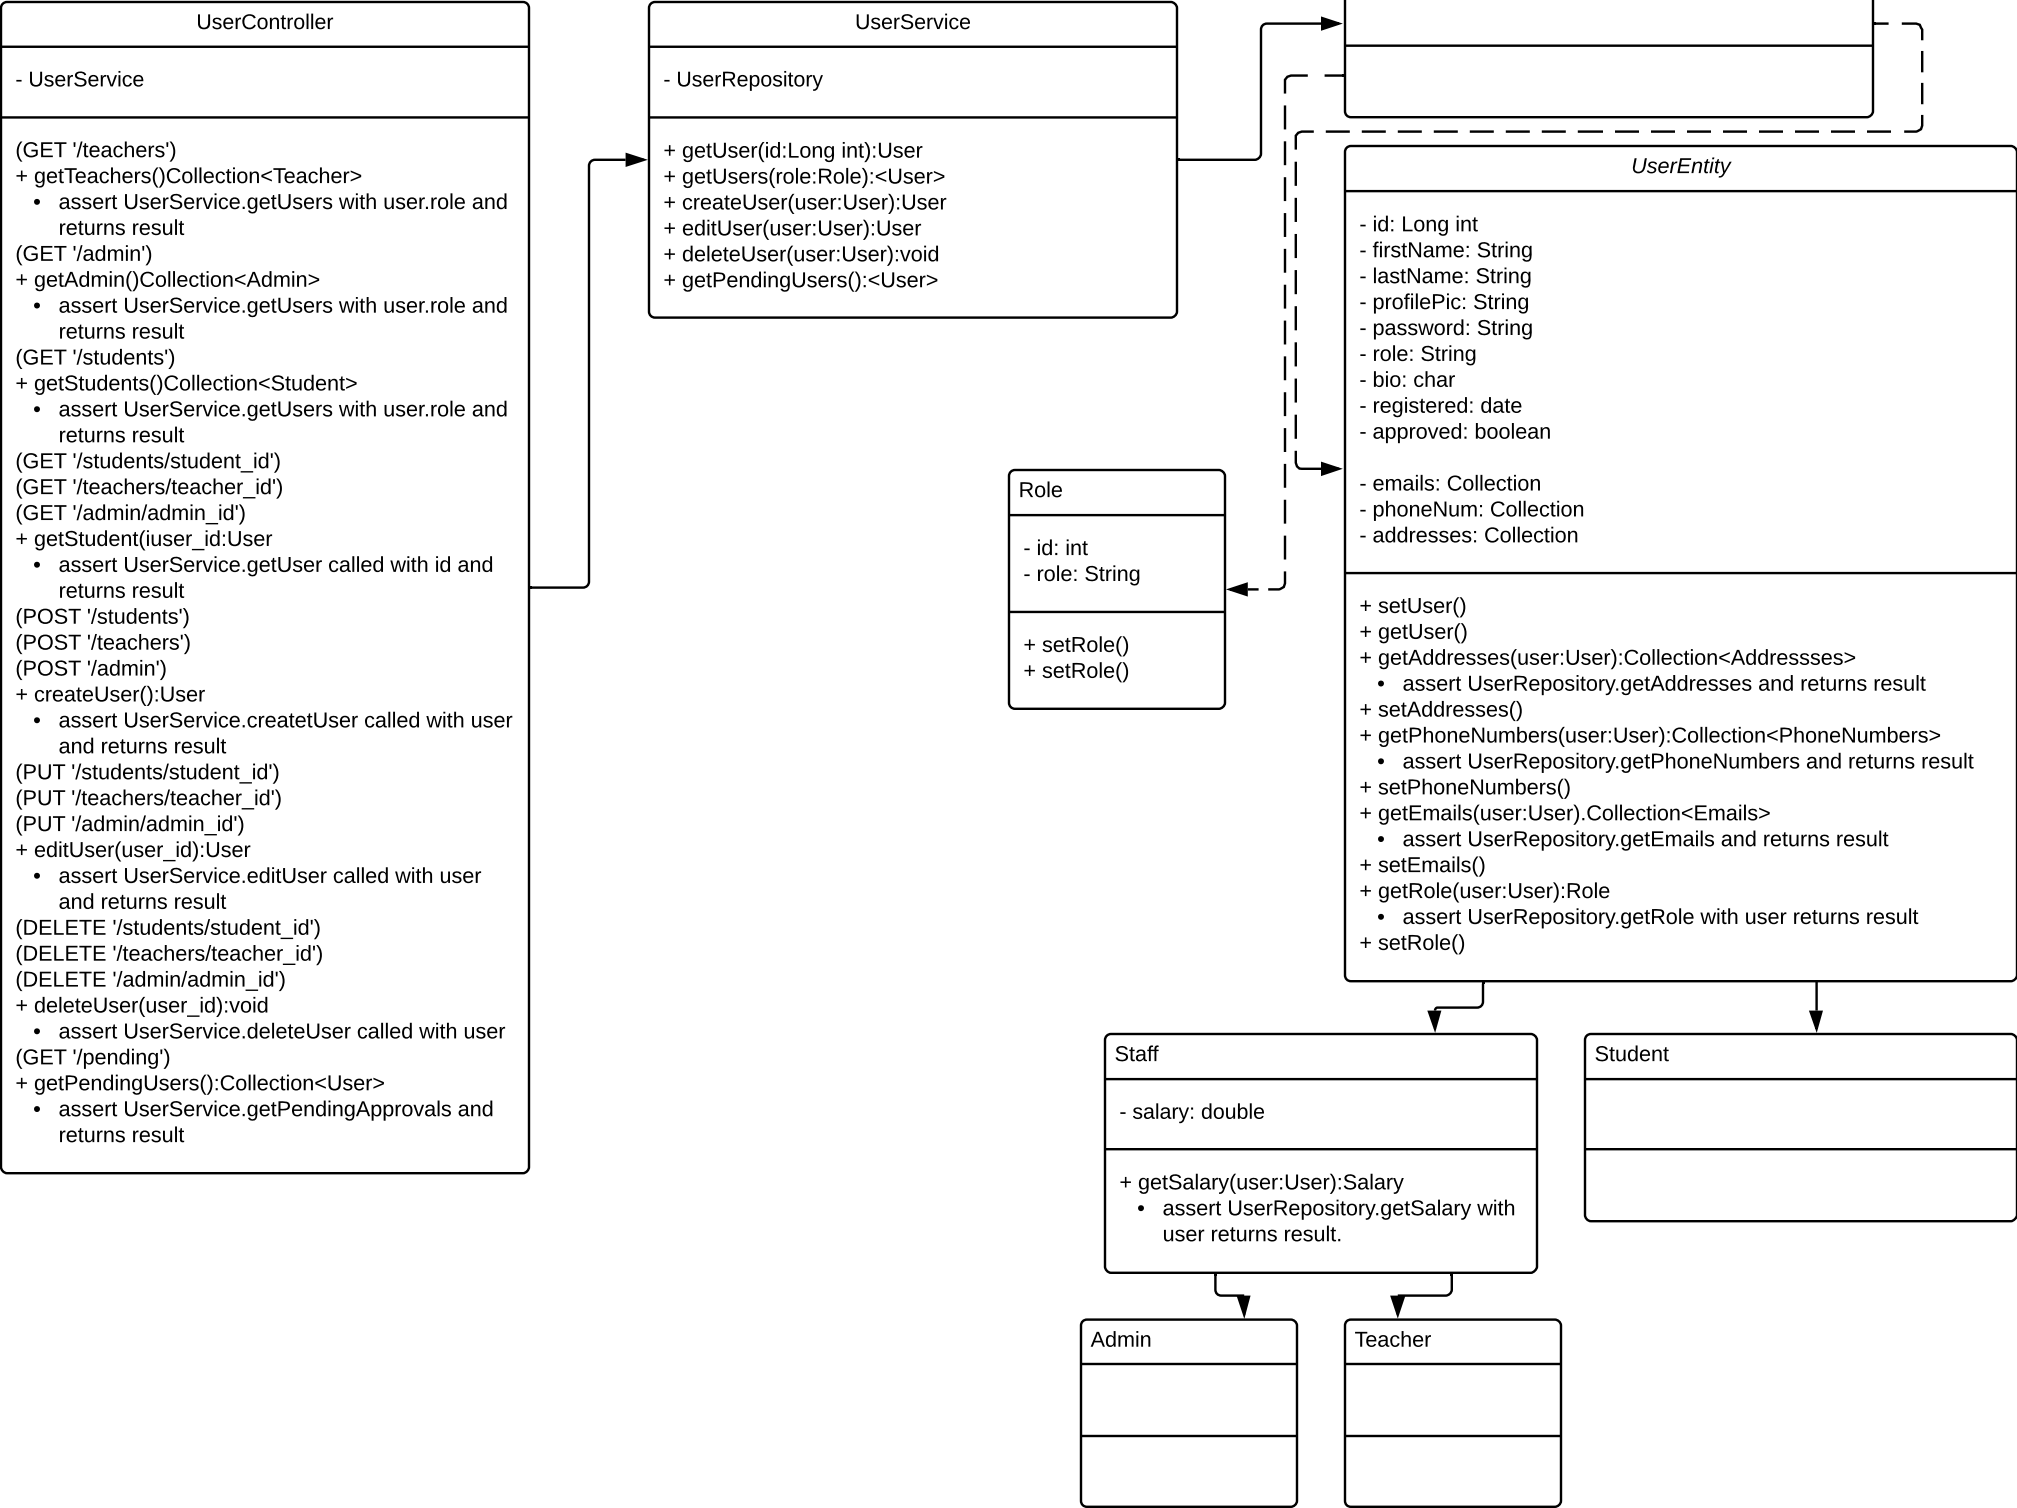 UserController
- UserService
(GET '/teachers')
+ getTeachers()Collection<Teacher>
• assert UserService.getUsers with user.role and
returns result
(GET '/admin')
+ getAdmin()Collection<Admin>
• assert UserService.getUsers with user.role and
returns result
(GET '/students')
+ getStudents()Collection<Student>
• assert UserService.getUsers with user.role and
returns result
(GET '/students/student_id')
(GET '/teachers/teacher_id')
(GET '/admin/admin_id')
+ getStudent(iuser_id:User
• assert UserService.getUser called with id and
returns result
(POST '/students')
(POST '/teachers')
(POST '/admin')
+ createUser():User
• assert UserService.createtUser called with user
and returns result
(PUT '/students/student_id')
(PUT '/teachers/teacher_id')
(PUT '/admin/admin_id')
+ editUser(user_id):User
• assert UserService.editUser called with user
and returns result
(DELETE '/students/student_id')
(DELETE '/teachers/teacher_id')
(DELETE '/admin/admin_id')
+ deleteUser(user_id):void
• assert UserService.deleteUser called with user
(GET '/pending')
+ getPendingUsers():Collection<User>
• assert UserService.getPendingApprovals and
returns result
UserService
- UserRepository
+ getUser(id:Long int):User
+ getUsers(role:Role):<User>
+ createUser(user:User):User
+ editUser(user:User):User
+ deleteUser(user:User):void
+ getPendingUsers():<User>
UserEntity
- id: Long int
- firstName: String
- lastName: String
- profilePic: String
- password: String
- role: String
- bio: char
- registered: date
- approved: boolean
- emails: Collection
- phoneNum: Collection
- addresses: Collection
+ setUser()
+ getUser()
+ getAddresses(user:User):Collection<Addressses>
• assert UserRepository.getAddresses and returns result
+ setAddresses()
+ getPhoneNumbers(user:User):Collection<PhoneNumbers>
• assert UserRepository.getPhoneNumbers and returns result
+ setPhoneNumbers()
+ getEmails(user:User).Collection<Emails>
• assert UserRepository.getEmails and returns result
+ setEmails()
+ getRole(user:User):Role
• assert UserRepository.getRole with user returns result
+ setRole()
Role
- id: int
- role: String
+ setRole()
+ setRole()
Staff
- salary: double
+ getSalary(user:User):Salary
• assert UserRepository.getSalary with
user returns result.
Student
Admin
Teacher